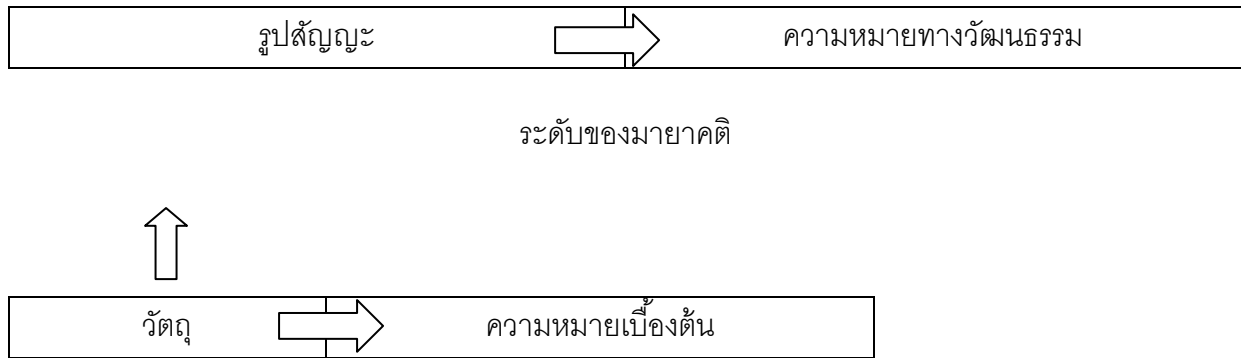 รูปสัญญะ ความหมายทางวัฒนธรรม
ระดับของมายาคติ
วัตถุ ความหมายเบื้องต้น